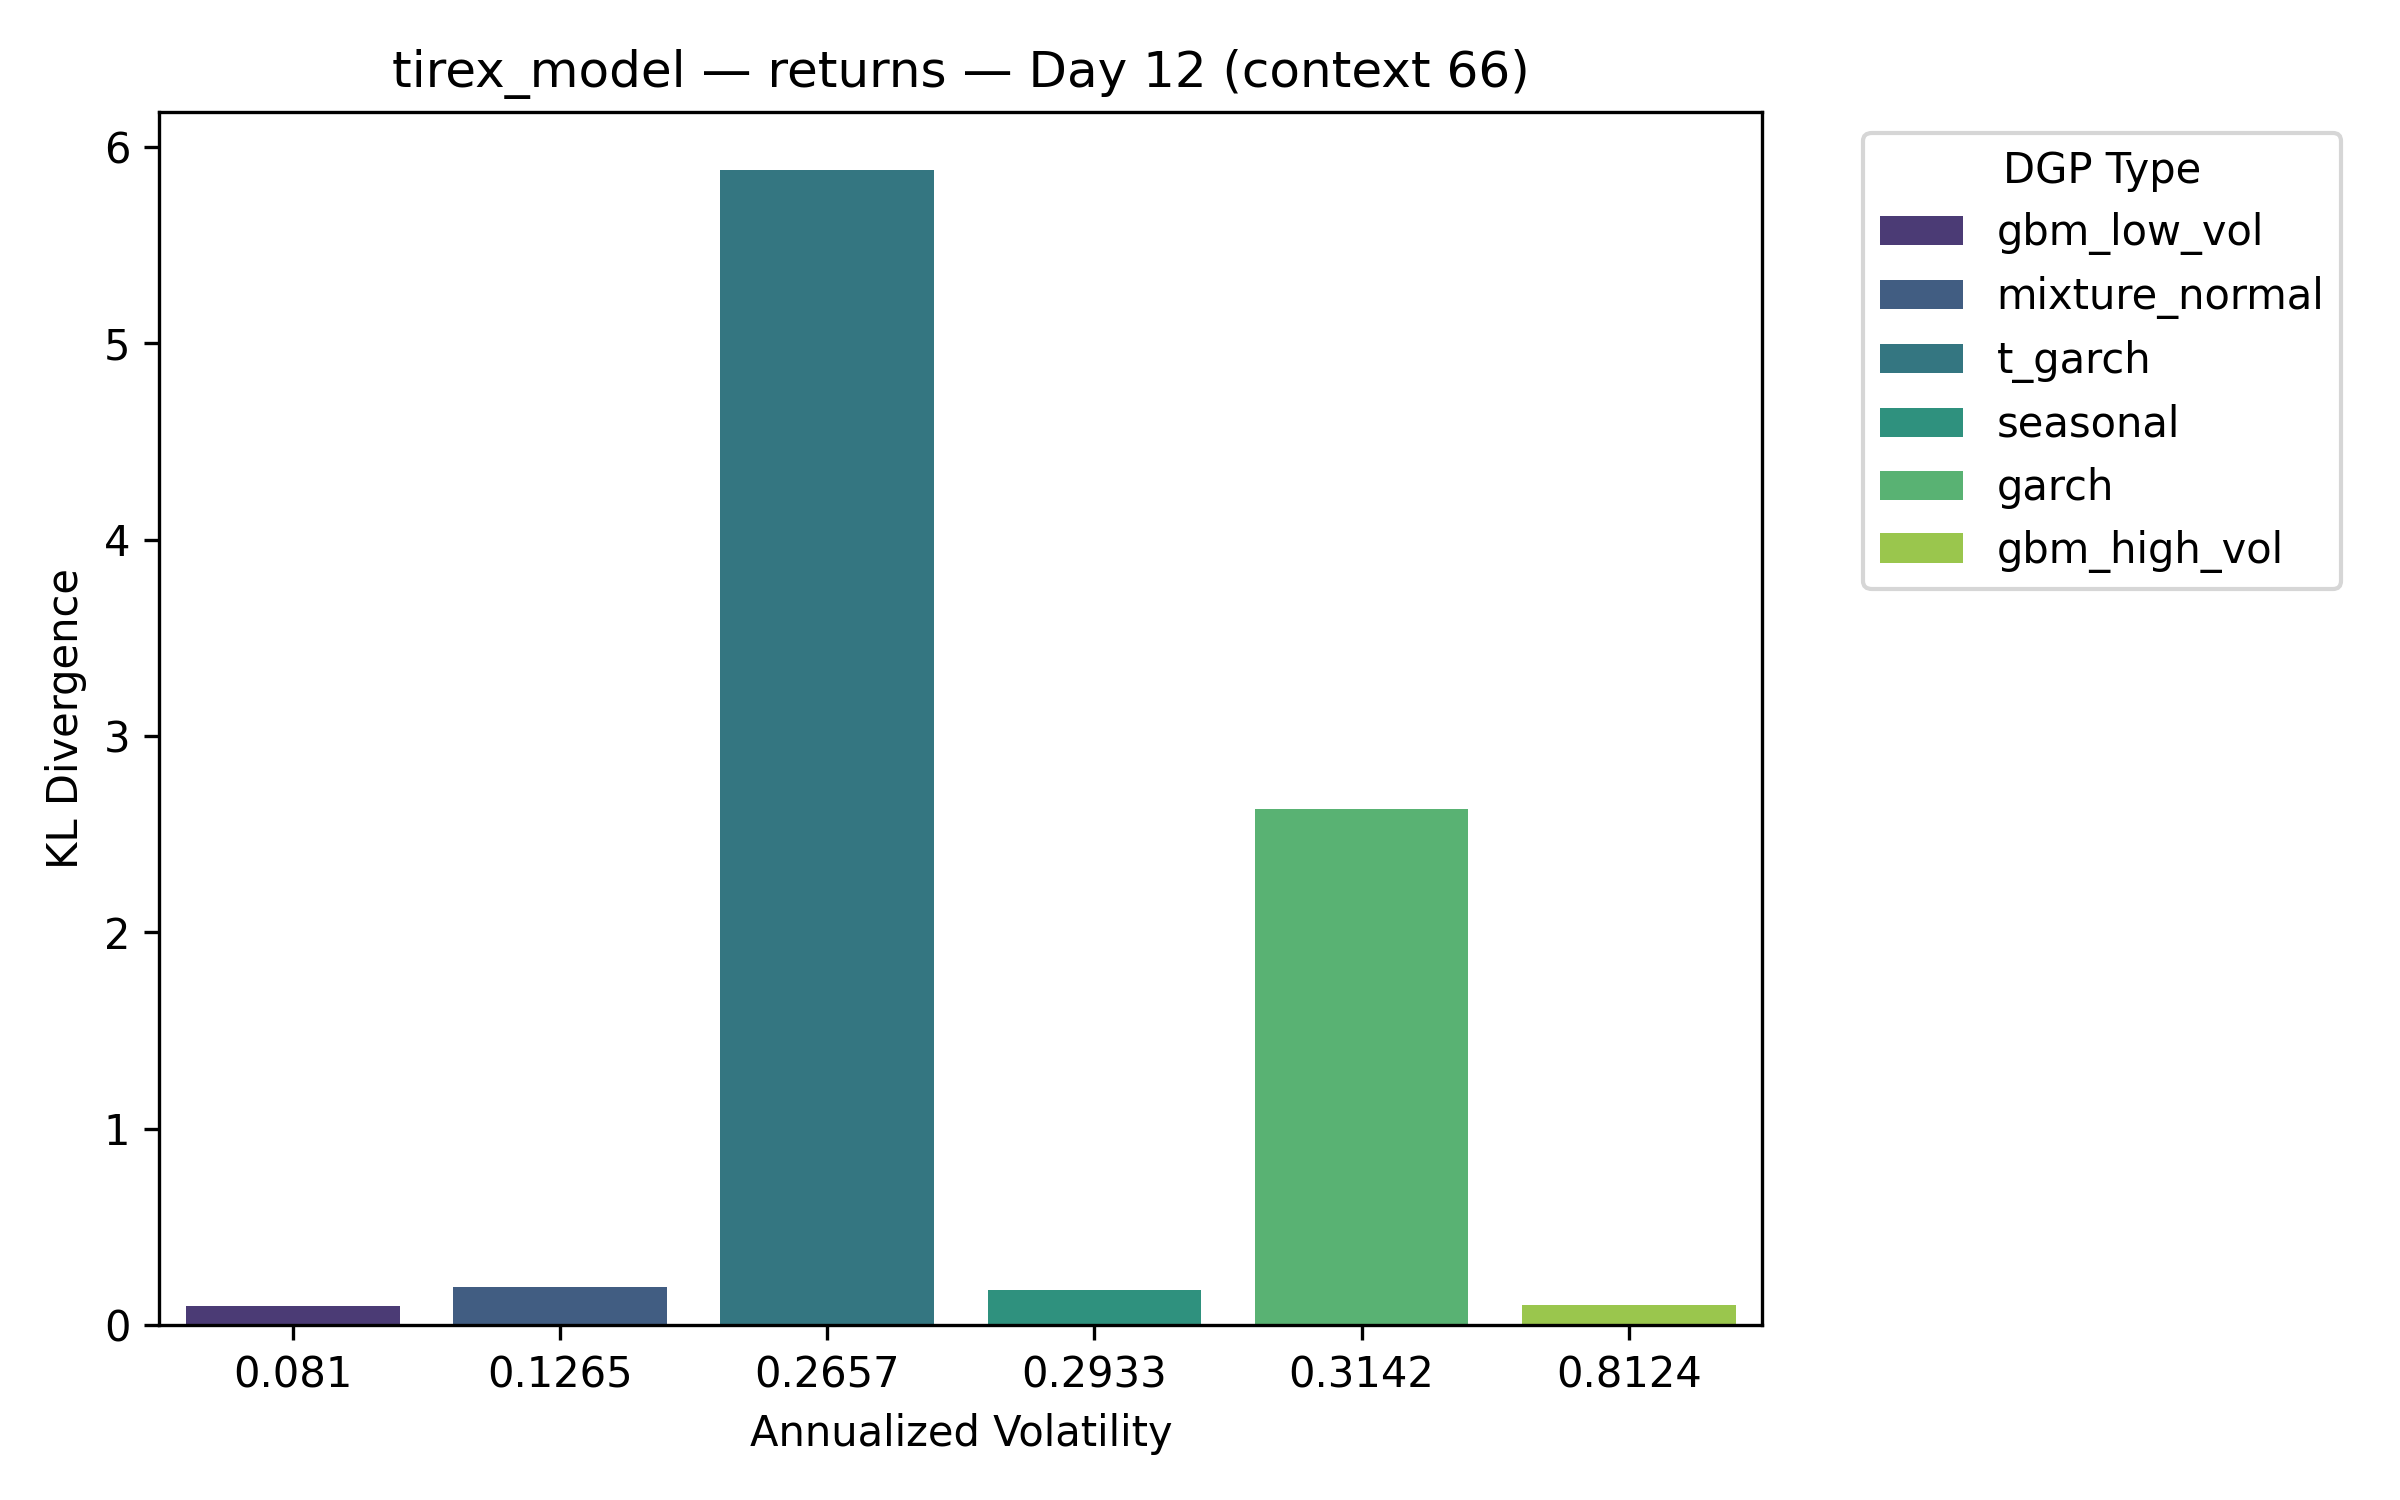 tirex_model — returns — Day 12 (context 66)
KL Divergence
6
5
4
3
2
1
0
0.081 0.1265 0.2657 0.2933 0.3142 0.8124
Annualized Volatility
DGP Type
gbm_low_vol
mixture_normal
t_garch
seasonal
garch
gbm_high_vol